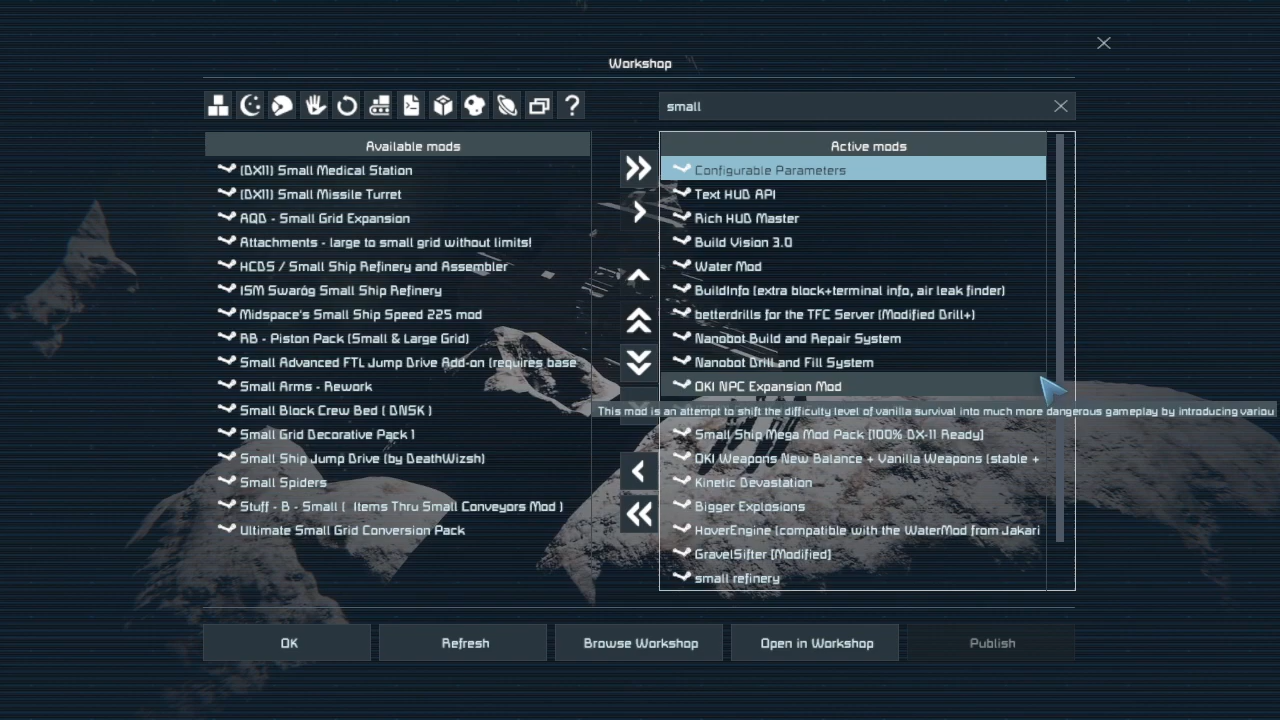 Workshop
small
?
Available mods
(DX11) Small Medical Station
(DX11) Small Missile Turret
AQD - Small Grid Expansion
Attachments - large to small grid without limits!
HCDS / Small Ship Refinery and Assembler
ISM Swaróg Small Ship Refinery
Midspace's Small Ship Speed 225 mod
RB - Piston Pack (Small & Large Grid)
Small Advanced FTL Jump Drive Add-on (requires base
Small Arms - Rework
Small Block Crew Bed ( DNSK )
Small Grid Decorative Pack 1
Small Ship Jump Drive (by DeathWizsh)
Small Spiders
Stuff - B - Small ( Items Thru Small Conveyors Mod )
Ultimate Small Grid Conversion Pack
Active mods
Configurable Parameters
Text HUD API
Rich HUD Master
Build Vision 3.0
Water Mod
BuildInfo (extra block+terminal info, air leak finder)
betterdrills for the TFC Server (Modified Drill+)
Nanobot Build and Repair System
Nanobot Drill and Fill System
OKI NPC Expansion Mod
This mod is an attempt to shift the difficulty level of vanilla survival into much more dangerous gameplay by introducing variou
Small Ship Mega Mod Pack [100% DX-11 Ready]
OKI Weapons New Balance + Vanilla Weapons (stable +
Kinetic Devastation
Bigger Explosions
HoverEngine (compatible with the WaterMod from Jakari
GravelSifter [Modified]
small refinery
OK
Refresh
Browse Workshop
Open in Workshop
Publish